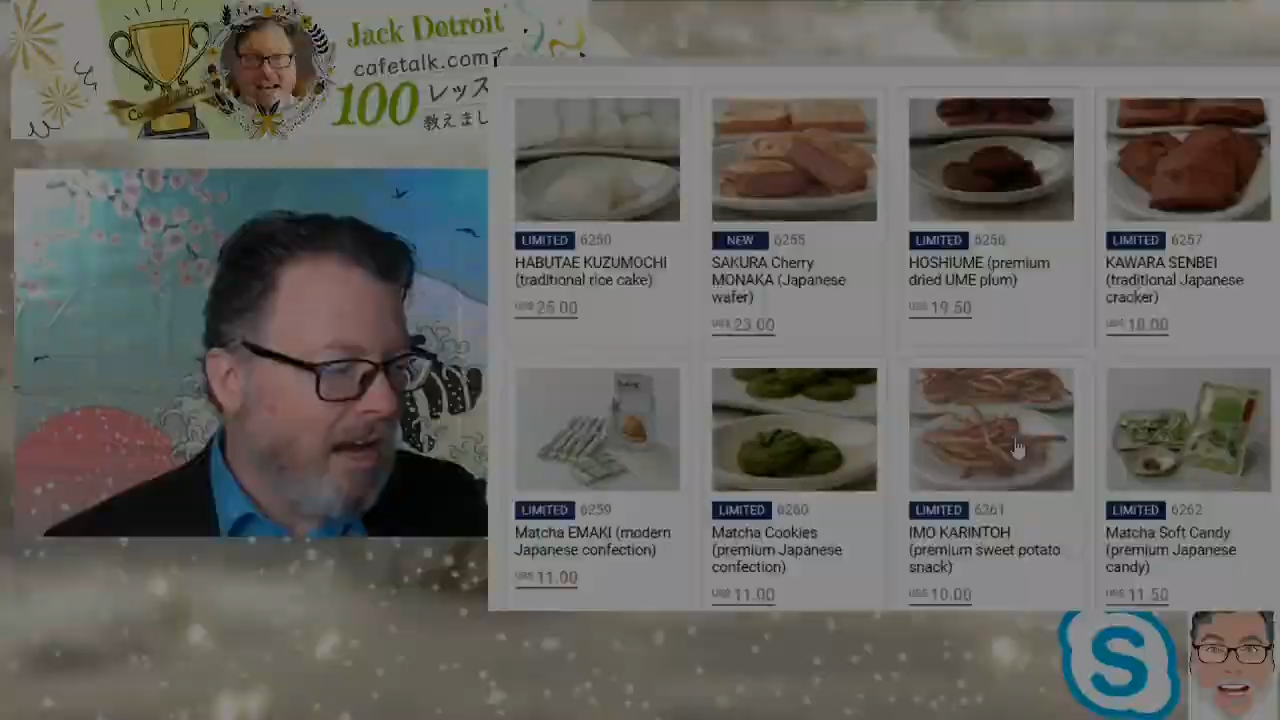 Jack Detroit
cafetalk.comで
100 レッス
教えまし
LIMITED 6250
HABUTAE KUZUMOCHI
(traditional rice cake)
US$ 25.00
NEW 6255
SAKURA Cherry
MONAKA (Japanese
wafer)
US$ 23.00
LIMITED 6256
HOSHIUME (premium
dried UME plum)
US$ 19.50
LIMITED 6257
KAWARA SENBEI
(traditional Japanese
cracker)
US$ 18.00
LIMITED 6259
Matcha EMAKI (modern
Japanese confection)
US$ 11.00
LIMITED 6260
Matcha Cookies
(premium Japanese
confection)
US$ 11.00
LIMITED 6261
IMO KARINTOH
(premium sweet potato
snack)
US$ 10.00
LIMITED 6262
Matcha Soft Candy
(premium Japanese
candy)
US$ 11.50
S